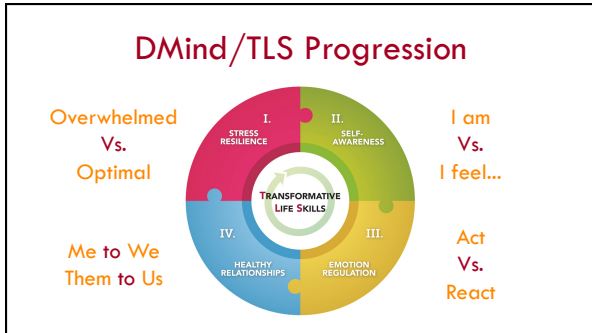 DMind/TLS Progression
Overwhelmed
Vs.
Optimal
I.
STRESS
RESILIENCE
II.
SELF-
AWARENESS
I am
Vs.
I feel...
TRANSFORMATIVE
LIFE SKILLS
Me to We
Them to Us
IV.
HEALTHY
RELATIONSHIPS
III.
EMOTION
REGULATION
Act
Vs.
React